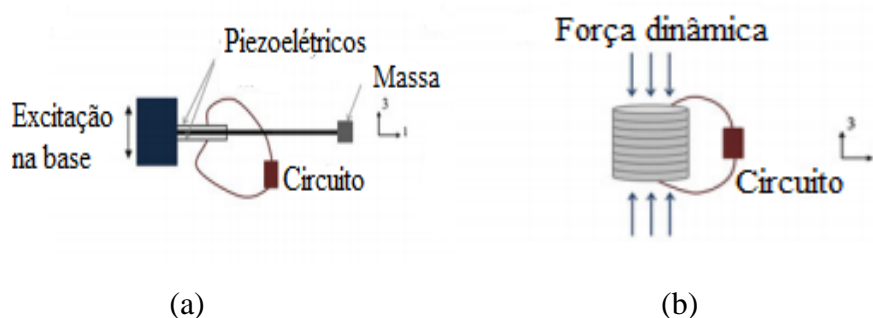 Piezoelétricos
Massa
Excitação
na base
3
1
Circuito
(a)
Força dinâmica
3
Circuito
(b)